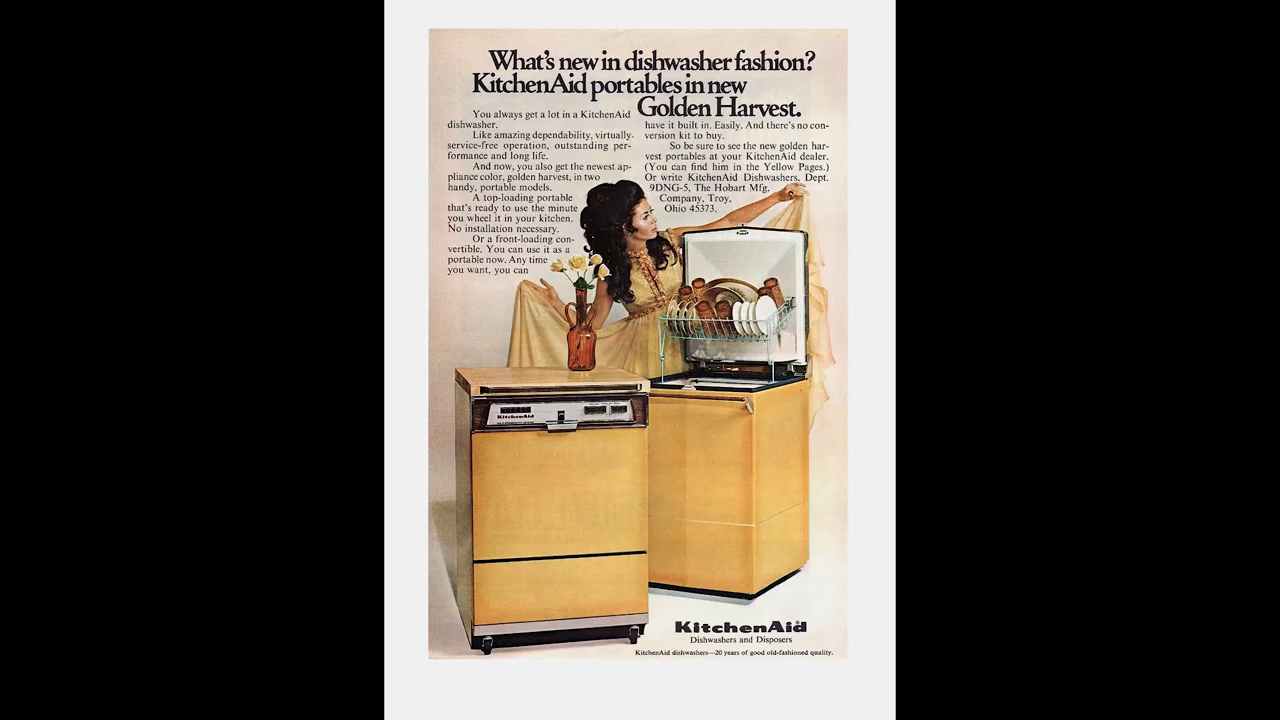 What's new in dishwasher fashion?
KitchenAid portables in new
Golden Harvest.
You always get a lot in a KitchenAid
dishwasher.
Like amazing dependability, virtually-
service-free operation, outstanding per-
formance and long life.
And now, you also get the newest ap-
pliance color, golden harvest, in two
handy, portable models.
A top-loading portable
that's ready to use the minute
you wheel it in your kitchen.
No installation necessary.
Or a front-loading con-
vertible. You can use it as a
portable now. Any time
you want, you can
have it built in. Easily. And there's no con-
version kit to buy.
So be sure to see the new golden har-
vest portables at your KitchenAid dealer.
(You can find him in the Yellow Pages.)
Or write KitchenAid Dishwashers, Dept.
9DNG-5, The Hobart Mfg.
Company, Troy,
Ohio 45373.
KitchenAid
KitchenAid
Dishwashers and Disposers
KitchenAid dishwashers—20 years of good old-fashioned quality.